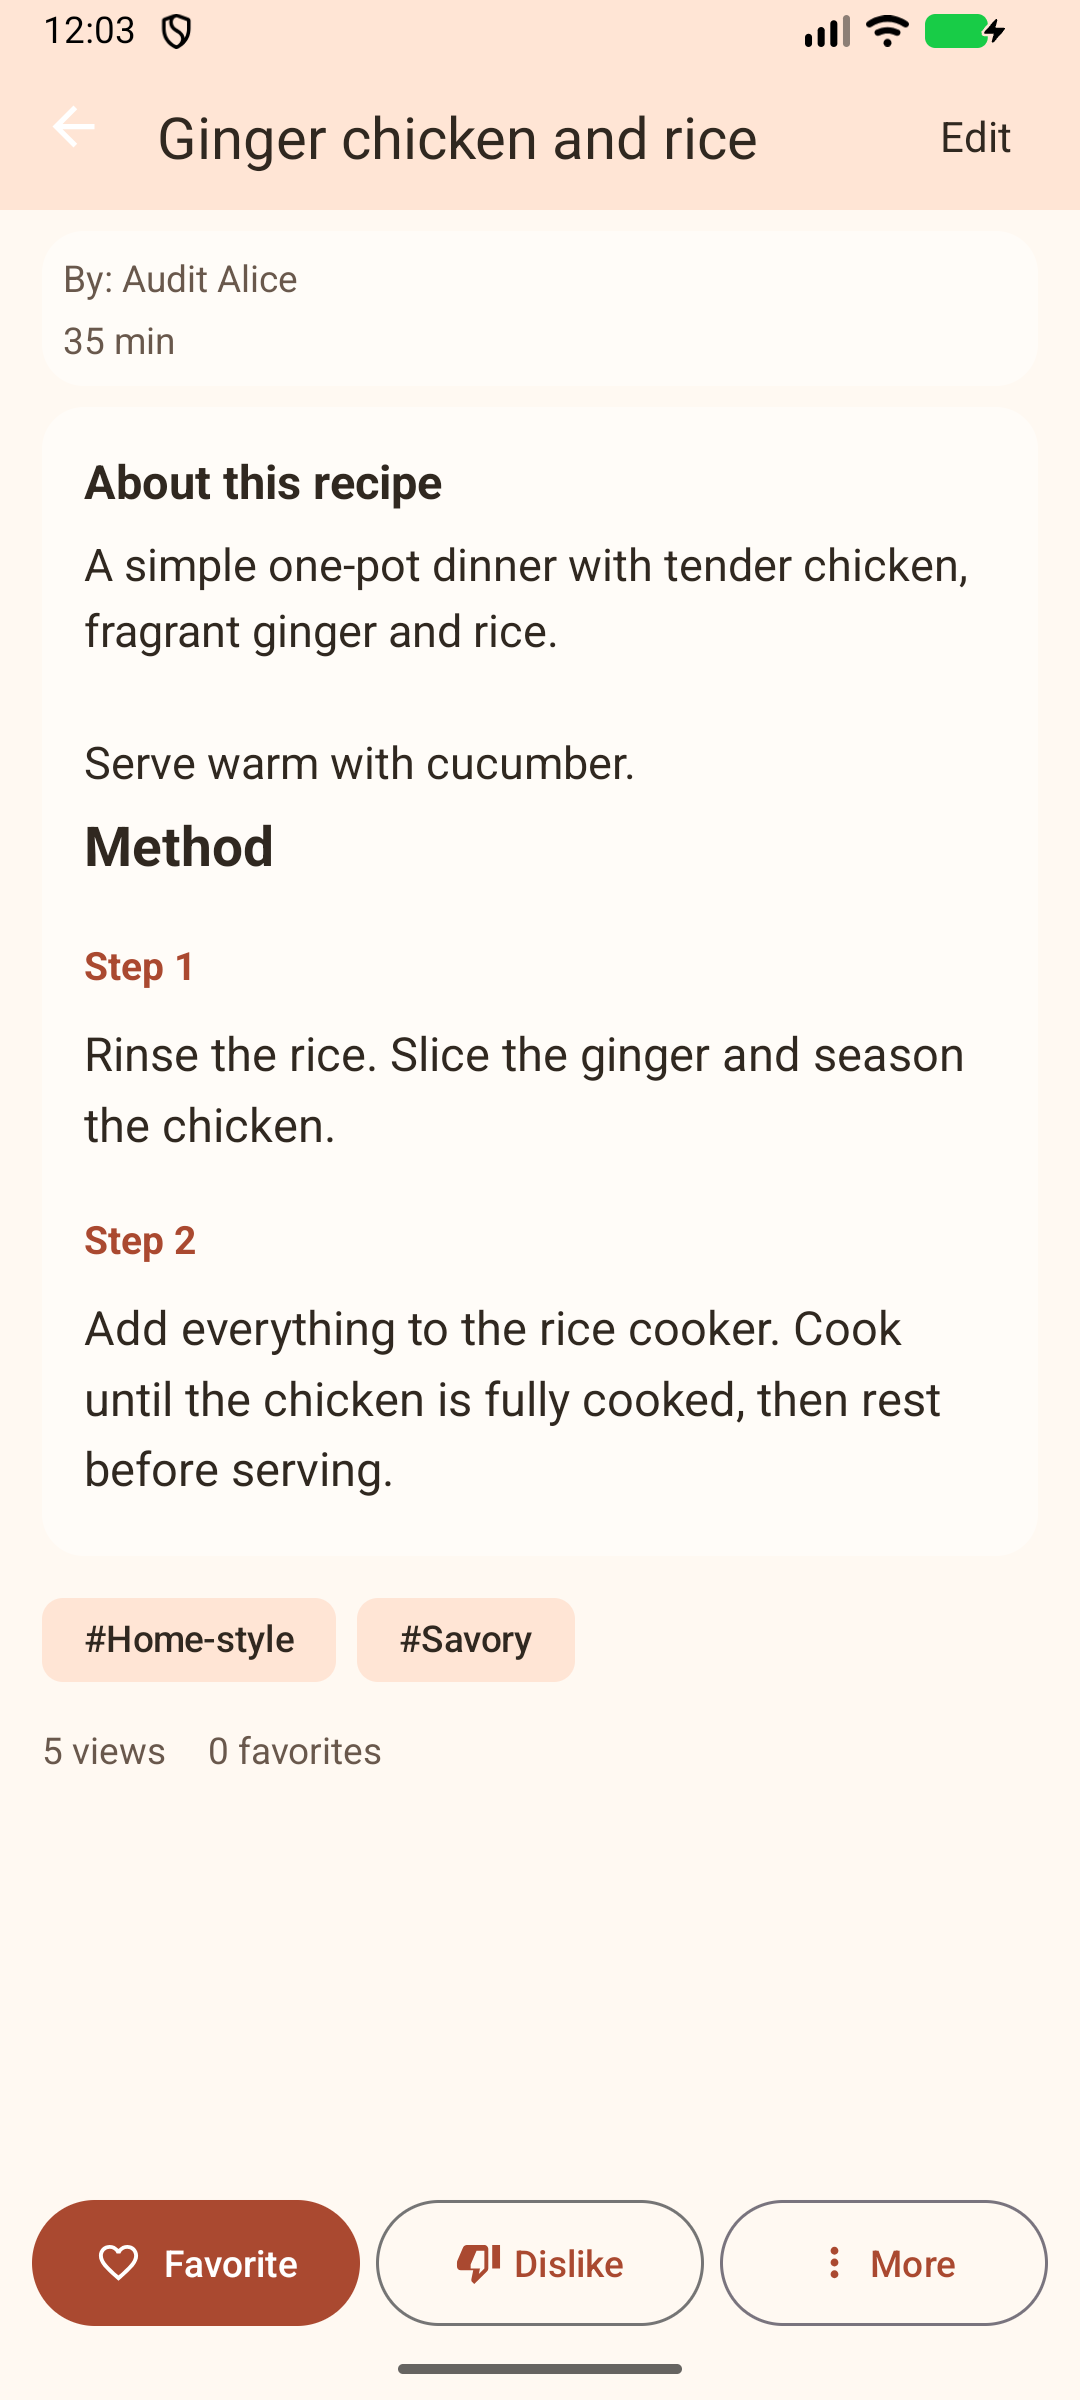 12:03
Ginger chicken and rice
Edit
By: Audit Alice
35 min
About this recipe
A simple one-pot dinner with tender chicken,
fragrant ginger and rice.
Serve warm with cucumber.
Method
Step 1
Rinse the rice. Slice the ginger and season
the chicken.
Step 2
Add everything to the rice cooker. Cook
until the chicken is fully cooked, then rest
before serving.
#Home-style #Savory
5 views 0 favorites
Favorite Dislike More